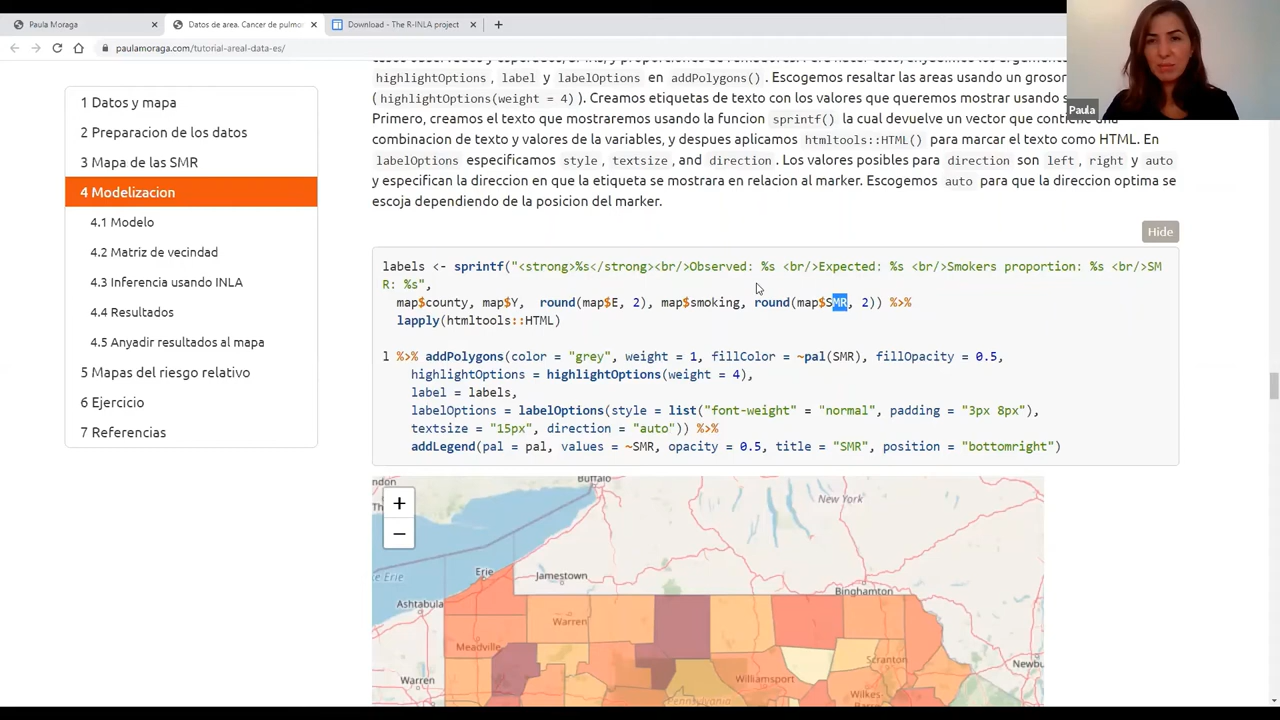 Paula Moraga
Datos de area. Cancer de pulmo
Download - The R-INLA project
paulamoraga.com/tutorial-areal-data-es/
Paula
1 Datos y mapa
2 Preparacion de los datos
3 Mapa de las SMR
4 Modelizacion
4.1 Modelo
4.2 Matriz de vecindad
4.3 Inferencia usando INLA
4.4 Resultados
4.5 Anyadir resultados al mapa
5 Mapas del riesgo relativo
6 Ejercicio
7 Referencias
highlightOptions , label y labelOptions en addPolygons() . Escogemos resaltar las areas usando un grosor
( highlightOptions(weight = 4) ). Creamos etiquetas de texto con los valores que queremos mostrar usando
Primero, creamos el texto que mostraremos usando la funcion sprintf() la cual devuelve un vector que contiene una
combinacion de texto y valores de la variables, y despues aplicamos htmltools::HTML() para marcar el texto como HTML. En
labelOptions especificamos style , textsize , and direction . Los valores posibles para direction son left , right y auto
y especifican la direccion en que la etiqueta se mostrara en relacion al marker. Escogemos auto para que la direccion optima se
escoja dependiendo de la posicion del marker.
Hide
labels <- sprintf("<strong>%s</strong><br/>Observed: %s <br/>Expected: %s <br/>Smokers proportion: %s <br/>SM
R: %s",
map$county, map$Y, round(map$E, 2), map$smoking, round(map$SMR, 2)) %>%
lapply(htmltools::HTML)
l %>% addPolygons(color = "grey", weight = 1, fillColor = ~pal(SMR), fillOpacity = 0.5,
highlightOptions = highlightOptions(weight = 4),
label = labels,
labelOptions = labelOptions(style = list("font-weight" = "normal", padding = "3px 8px"),
textsize = "15px", direction = "auto")) %>%
addLegend(pal = pal, values = ~SMR, opacity = 0.5, title = "SMR", position = "bottomright")
+
−
ndon
Buffalo
New York
Erie
Erie
Jamestown
Binghamton
Ashtabula
Warren
Meadville
Scranton
Newbu
Warren
Williamsport
Wilkes-
Pennsylvania